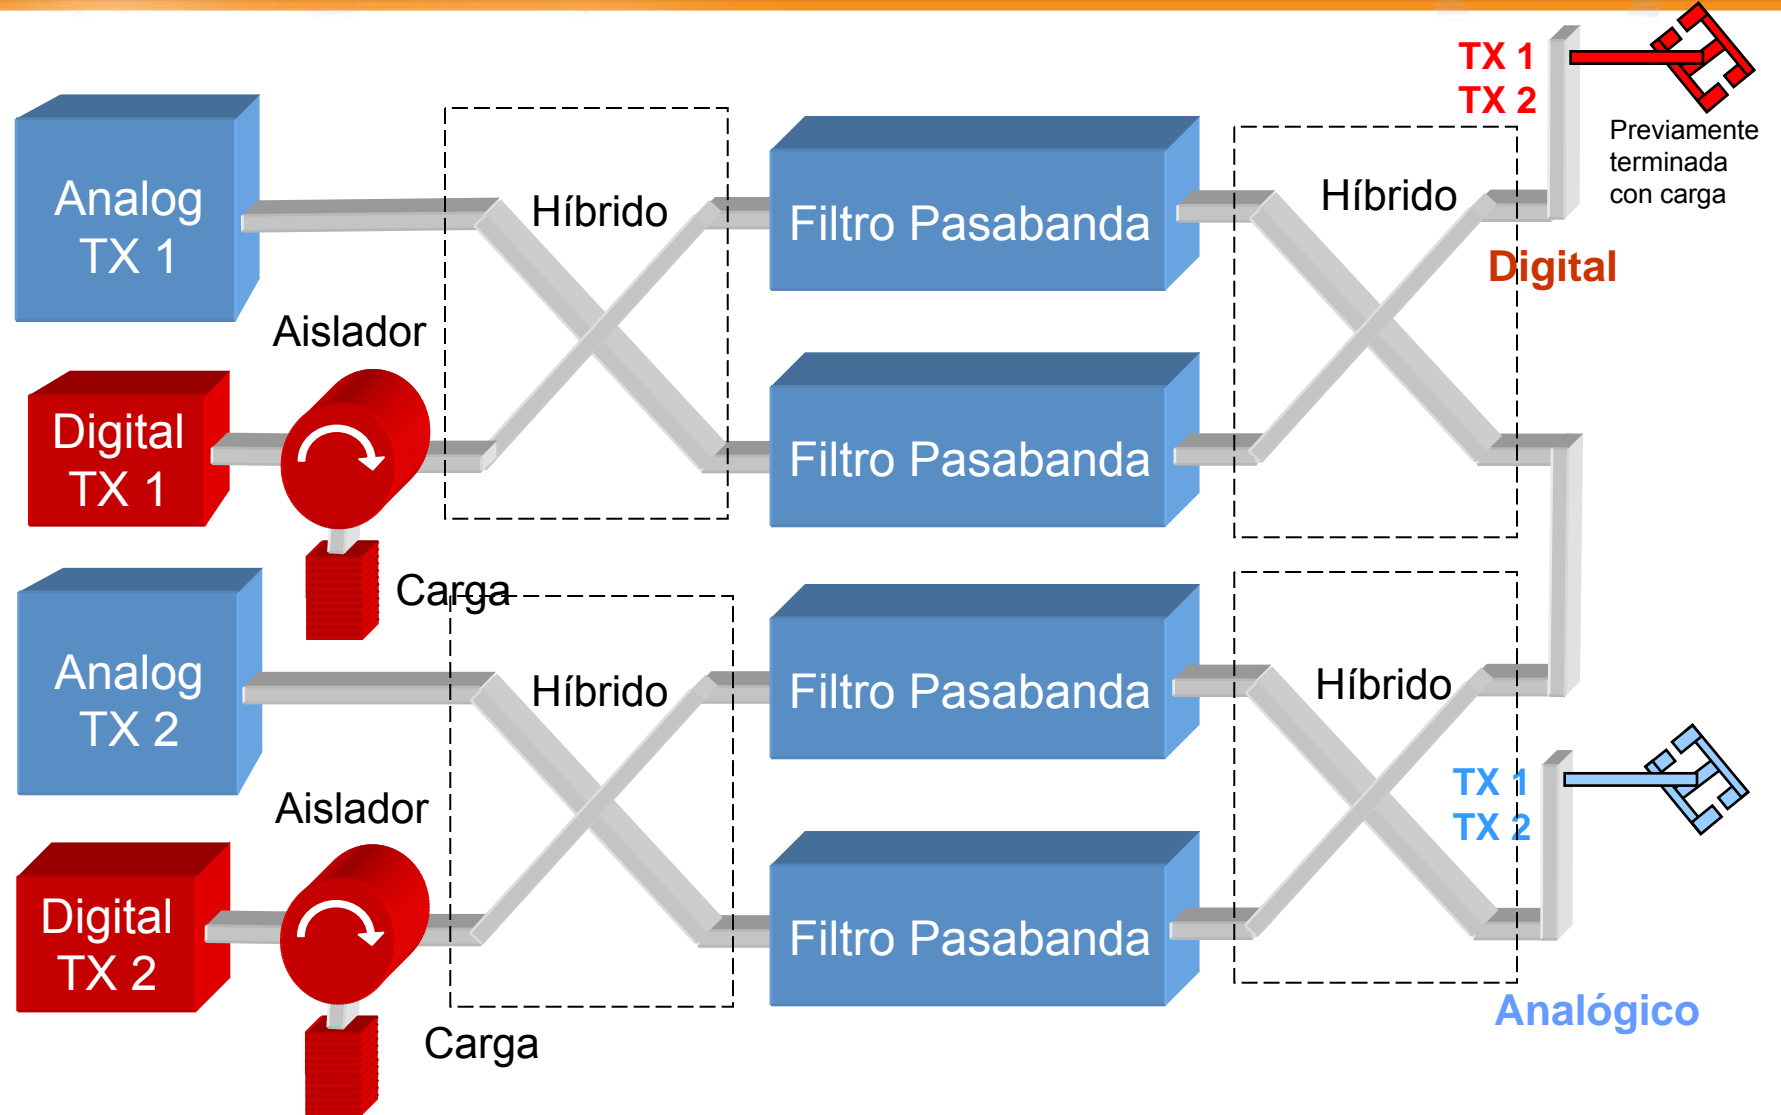 TX 1
TX 2
Previamente
terminada
con carga
Analog
TX 1
Híbrido
Filtro Pasabanda
Híbrido
Digital
Aislador
Digital
TX 1
Filtro Pasabanda
Carga
Analog
TX 2
Híbrido
Filtro Pasabanda
Híbrido
TX 1
TX 2
Aislador
Digital
TX 2
Filtro Pasabanda
Analógico
Carga